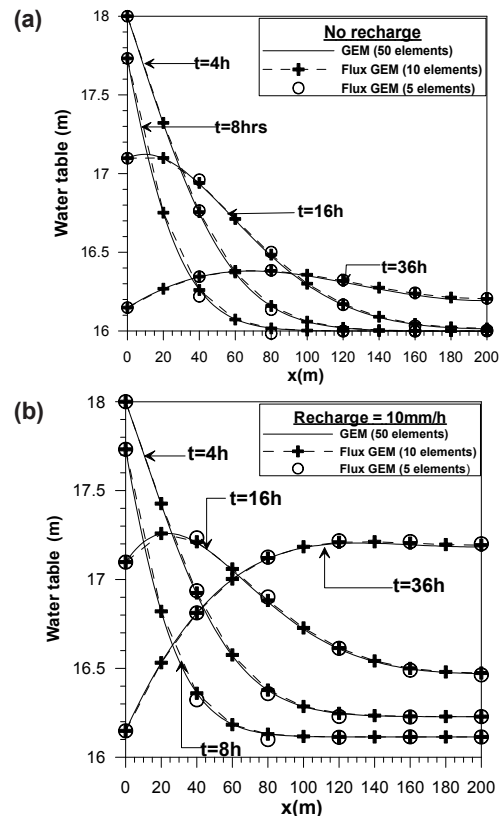 (a)
No recharge
GEM (50 elements)
Flux GEM (10 elements)
Flux GEM (5 elements)
t=4h
t=8hrs
t=16h
t=36h
Water table (m)
18
17.5
17
16.5
16
0 20 40 60 80 100 120 140 160 180 200
x(m)
(b)
Recharge = 10mm/h
GEM (50 elements)
Flux GEM (10 elements)
Flux GEM (5 elements)
t=4h
t=16h
t=36h
t=8h
Water table (m)
18
17.5
17
16.5
16
0 20 40 60 80 100 120 140 160 180 200
x(m)